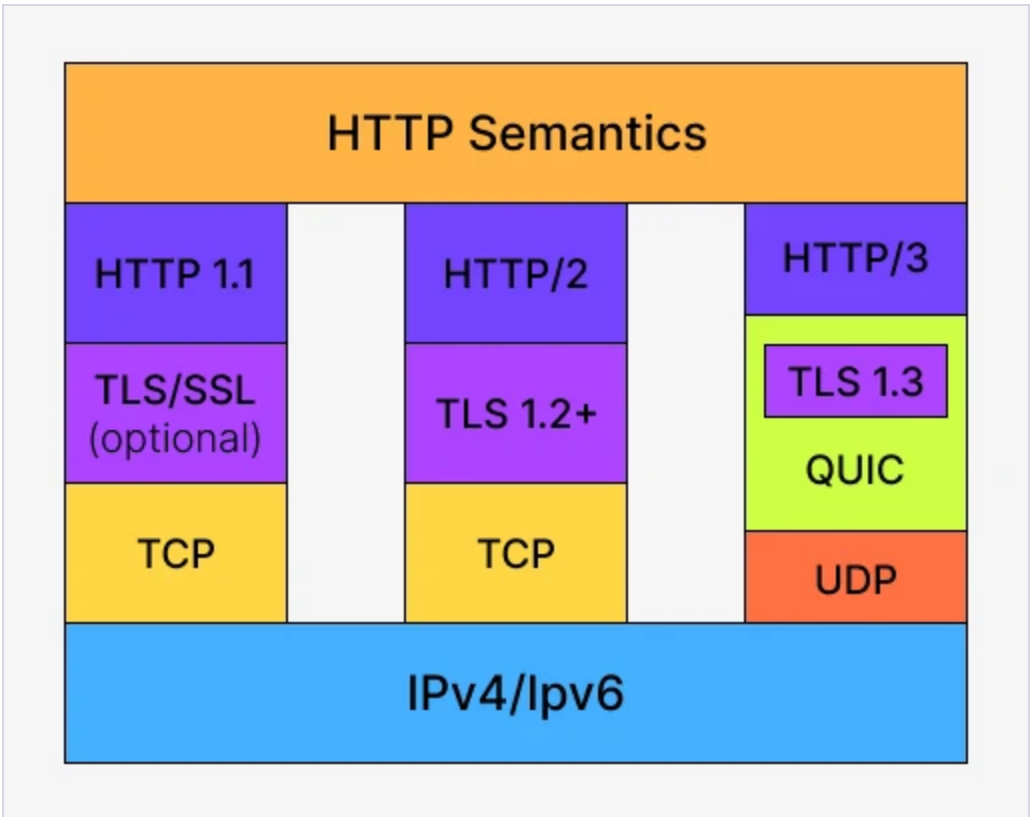 HTTP Semantics
HTTP 1.1
TLS/SSL
(optional)
TCP
HTTP/2
TLS 1.2+
TCP
HTTP/3
TLS 1.3
QUIC
UDP
IPv4/Ipv6